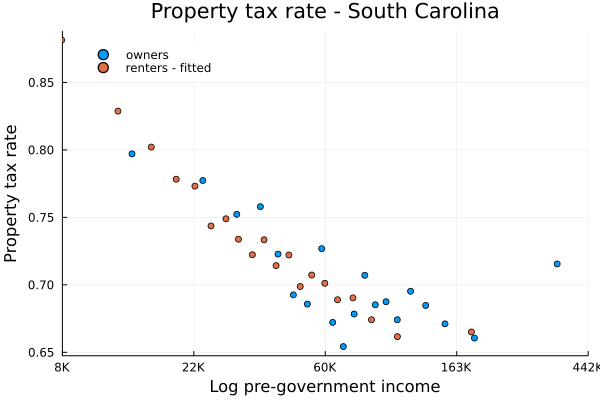 Property tax rate - South Carolina
owners
renters - fitted
Property tax rate
0.85
0.80
0.75
0.70
0.65
8K 22K 60K 163K 442K
Log pre-government income